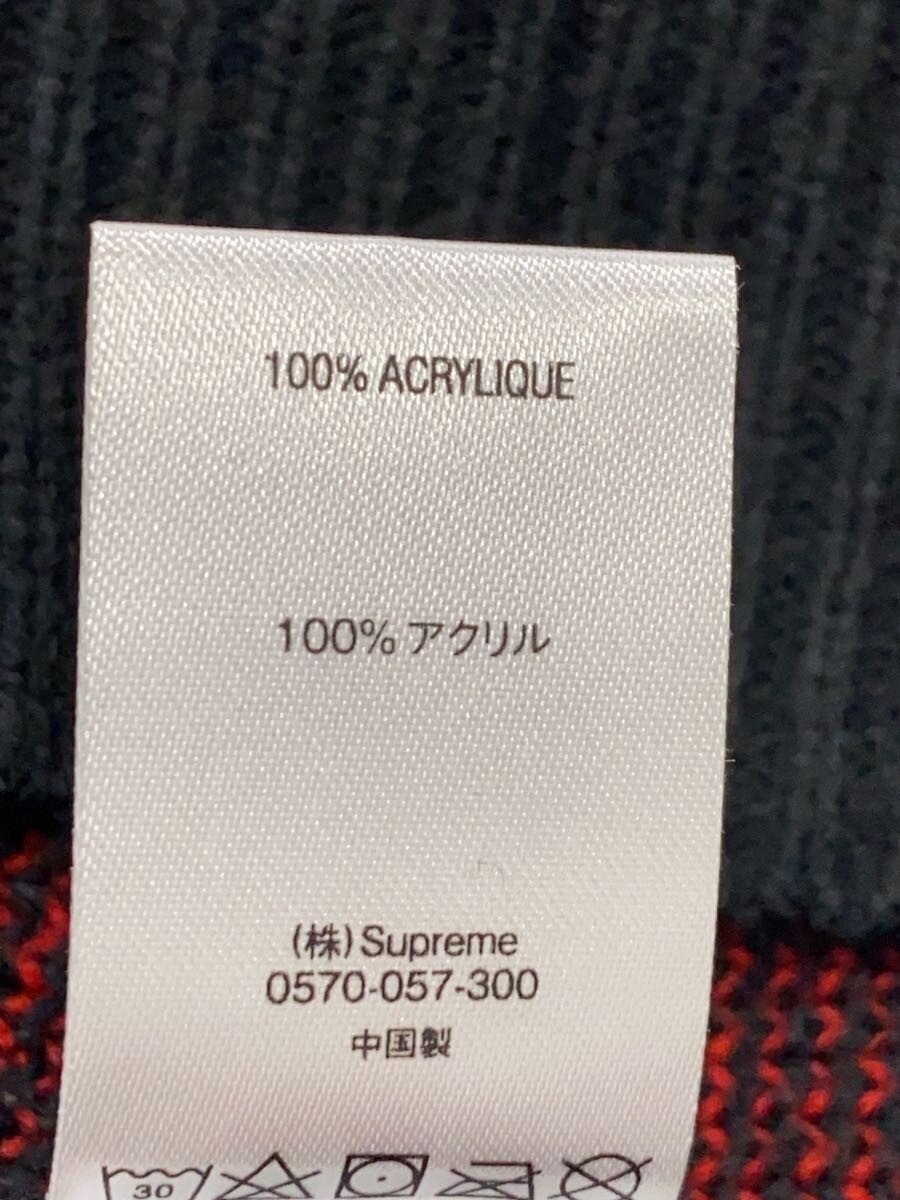 100% ACRYLIQUE
100% アクリル
(株) Supreme
0570-057-300
中国製
30